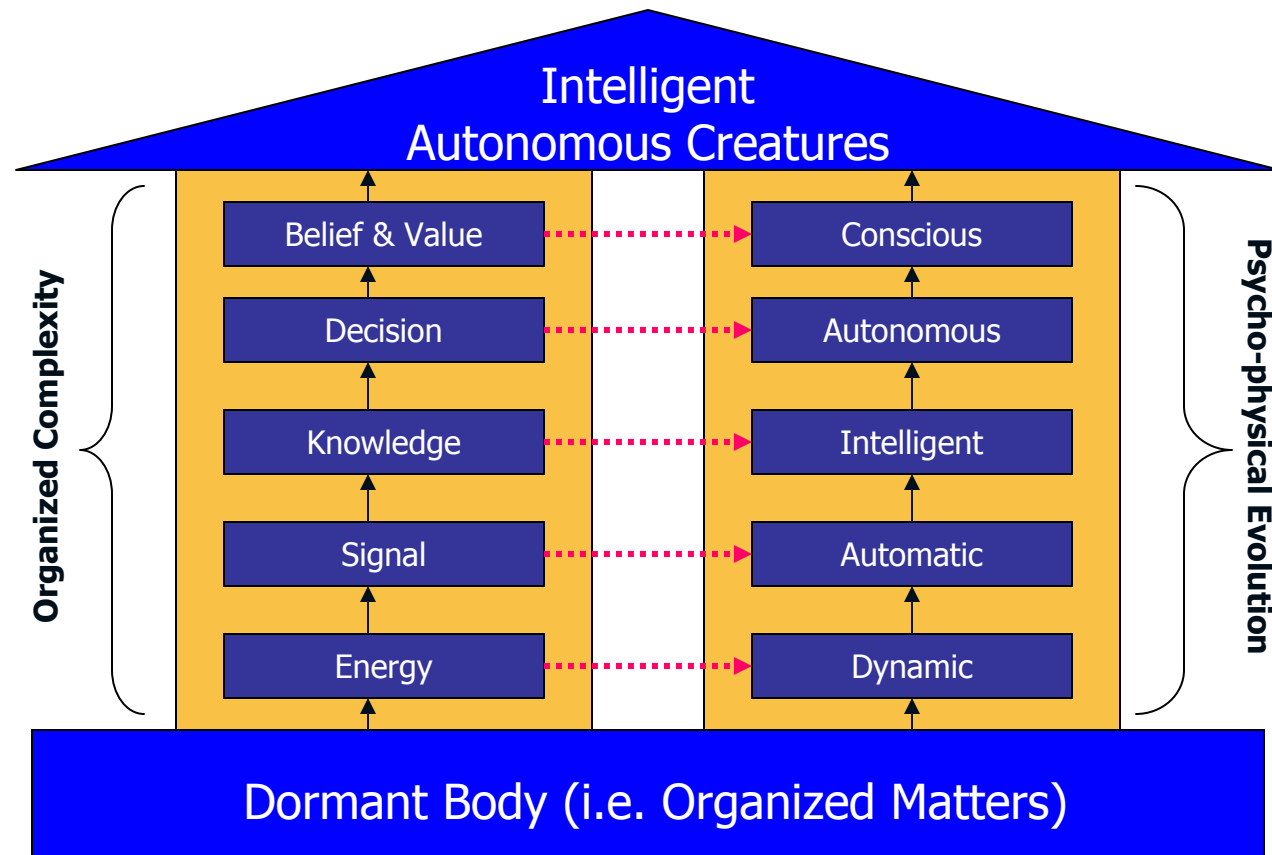 Intelligent
Autonomous Creatures
Organized Complexity
Belief & Value
Conscious
Decision
Autonomous
Knowledge
Intelligent
Signal
Automatic
Energy
Dynamic
Psycho-physical Evolution
Dormant Body (i.e. Organized Matters)